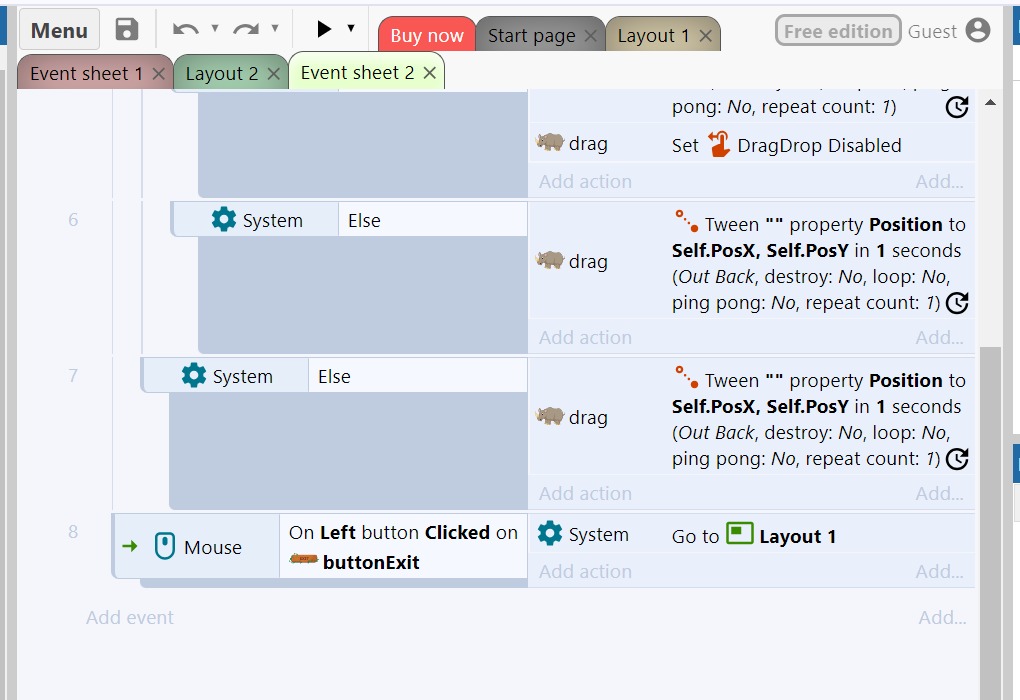 Menu
Buy now
Start page
Layout 1
Free edition
Guest
Event sheet 1
Layout 2
Event sheet 2
pong: No, repeat count: 1)
drag
Set DragDrop Disabled
Add action
Add...
6
System
Else
drag
Tween "" property Position to
Self.PosX, Self.PosY in 1 seconds
(Out Back, destroy: No, loop: No,
ping pong: No, repeat count: 1)
Add action
Add...
7
System
Else
drag
Tween "" property Position to
Self.PosX, Self.PosY in 1 seconds
(Out Back, destroy: No, loop: No,
ping pong: No, repeat count: 1)
Add action
Add...
8
Mouse
On Left button Clicked on
buttonExit
System
Go to Layout 1
Add action
Add...
Add event
Add...